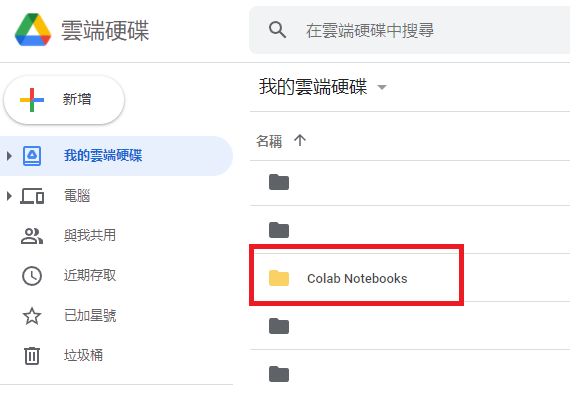 雲端硬碟
在雲端硬碟中搜尋
新增
我的雲端硬碟
名稱
我的雲端硬碟
電腦
與我共用
近期存取
已加星號
垃圾桶
Colab Notebooks